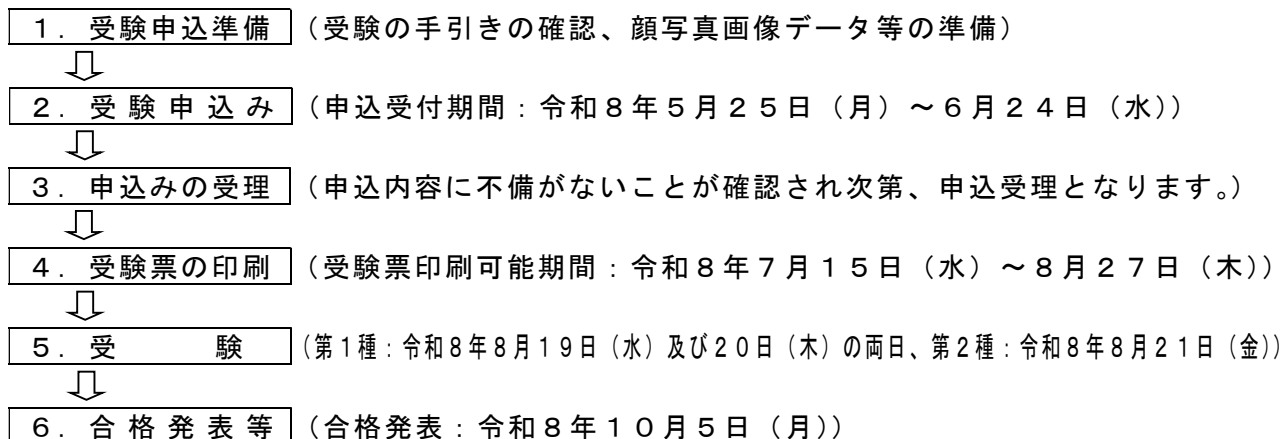 １．受験申込準備（受験の手引きの確認、顔写真画像データ等の準備）
２．受験申込み（申込受付期間：令和８年５月２５日（月）～６月２４日（水））
３．申込みの受理（申込内容に不備がないことが確認され次第、申込受理となります。）
４．受験票の印刷（受験票印刷可能期間：令和８年７月１５日（水）～８月２７日（木））
５．受　　　験（第１種：令和８年８月１９日（水）及び２０日（木）の両日、第２種：令和８年８月２１日（金））
６．合格発表等（合格発表：令和８年１０月５日（月））